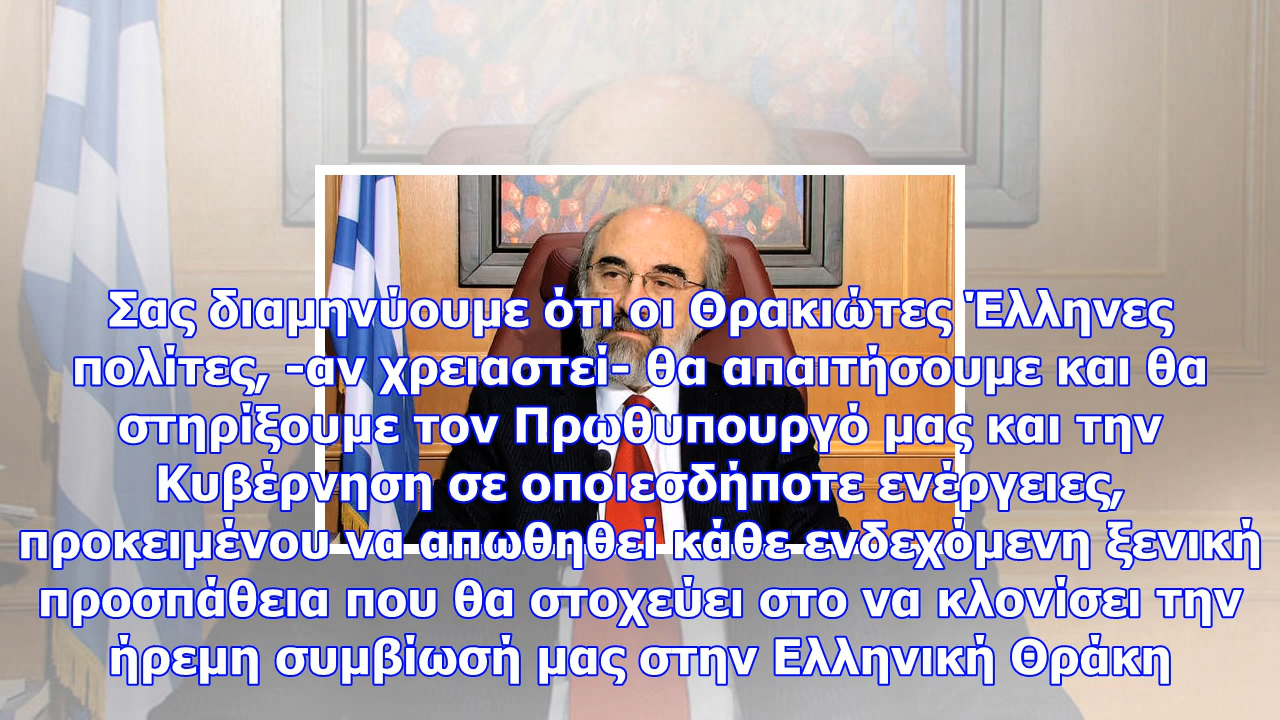 Σας διαμηνύουμε ότι οι Θρακιώτες Έλληνες
πολίτες, -αν χρειαστεί- θα απαιτήσουμε και θα
στηρίξουμε τον Πρωθυπουργό μας και την
Κυβέρνηση σε οποιεσδήποτε ενέργειες,
προκειμένου να απωθηθεί κάθε ενδεχόμενη ξενική
προσπάθεια που θα στοχεύει στο να κλονίσει την
ήρεμη συμβίωσή μας στην Ελληνική Θράκη